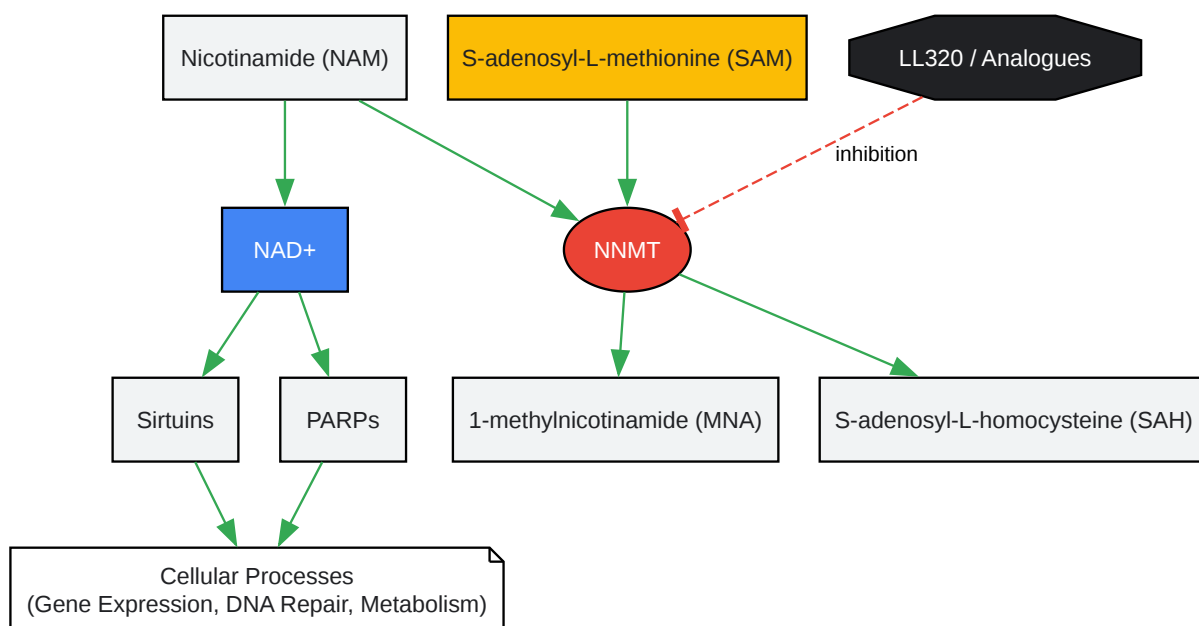 Nicotinamide (NAM)
S-adenosyl-L-methionine (SAM)
LL320 / Analogues
inhibition
NAD+
NNMT
Sirtuins
PARPs
1-methylnicotinamide (MNA)
S-adenosyl-L-homocysteine (SAH)
Cellular Processes
(Gene Expression, DNA Repair, Metabolism)